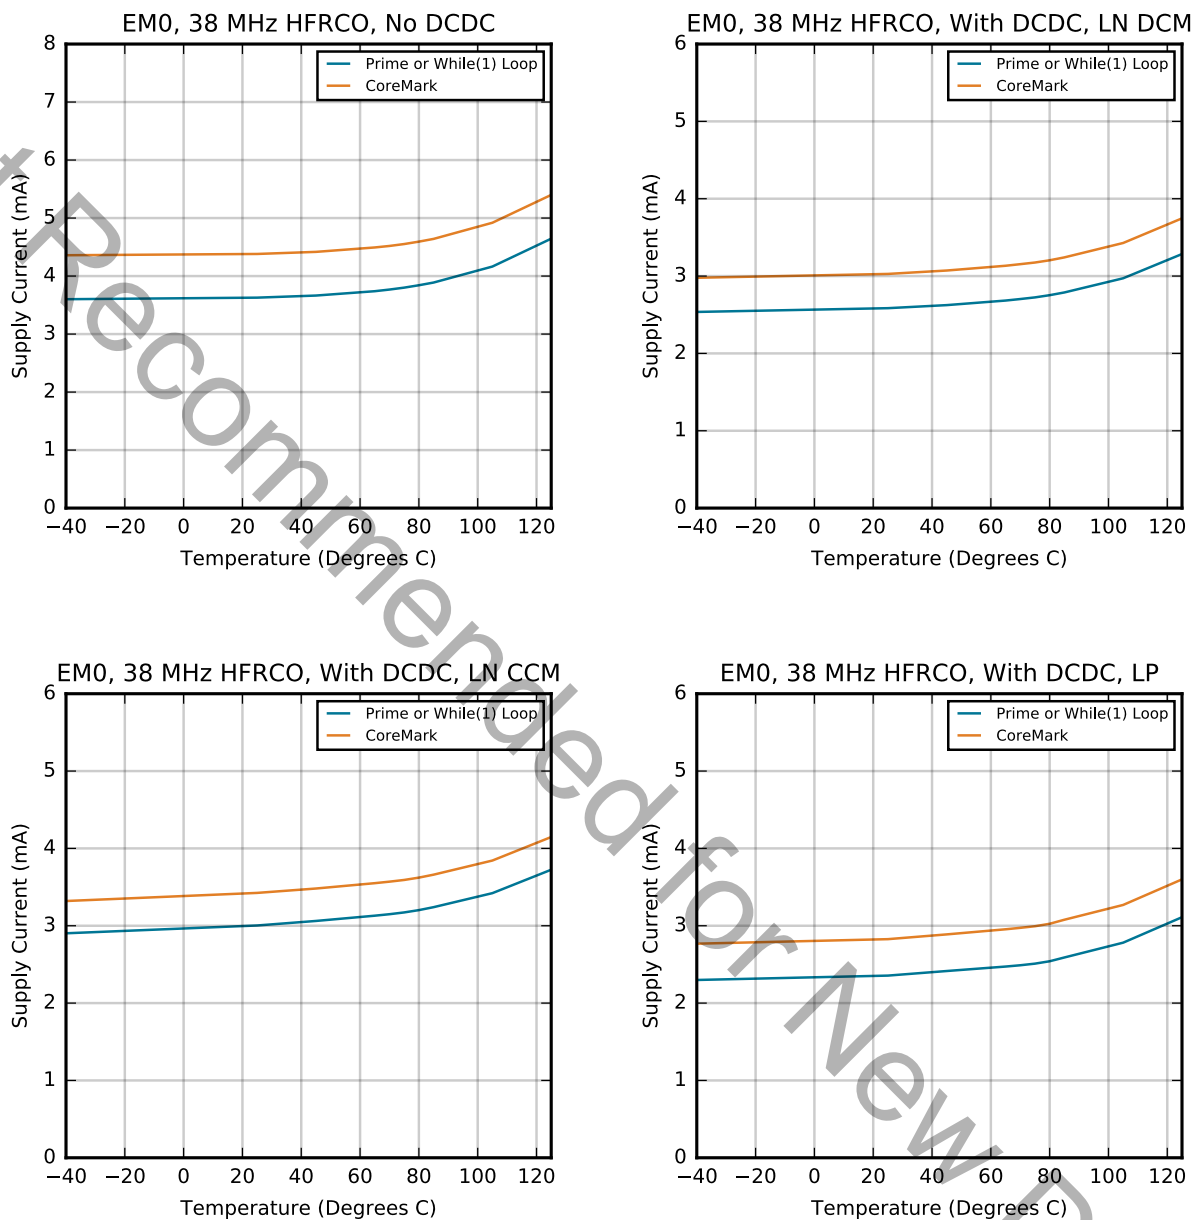 EM0, 38 MHz HFRCO, No DCDC
8
7
6
5
4
3
2
1
0
Supply Current (mA)
Prime or While(1) Loop
CoreMark
−40 −20 0 20 40 60 80 100 120
Temperature (Degrees C)
EM0, 38 MHz HFRCO, With DCDC, LN DCM
6
5
4
3
2
1
0
Supply Current (mA)
Prime or While(1) Loop
CoreMark
−40 −20 0 20 40 60 80 100 120
Temperature (Degrees C)
EM0, 38 MHz HFRCO, With DCDC, LN CCM
6
5
4
3
2
1
0
Supply Current (mA)
Prime or While(1) Loop
CoreMark
−40 −20 0 20 40 60 80 100 120
Temperature (Degrees C)
EM0, 38 MHz HFRCO, With DCDC, LP
6
5
4
3
2
1
0
Supply Current (mA)
Prime or While(1) Loop
CoreMark
−40 −20 0 20 40 60 80 100 120
Temperature (Degrees C)
Recommended for New